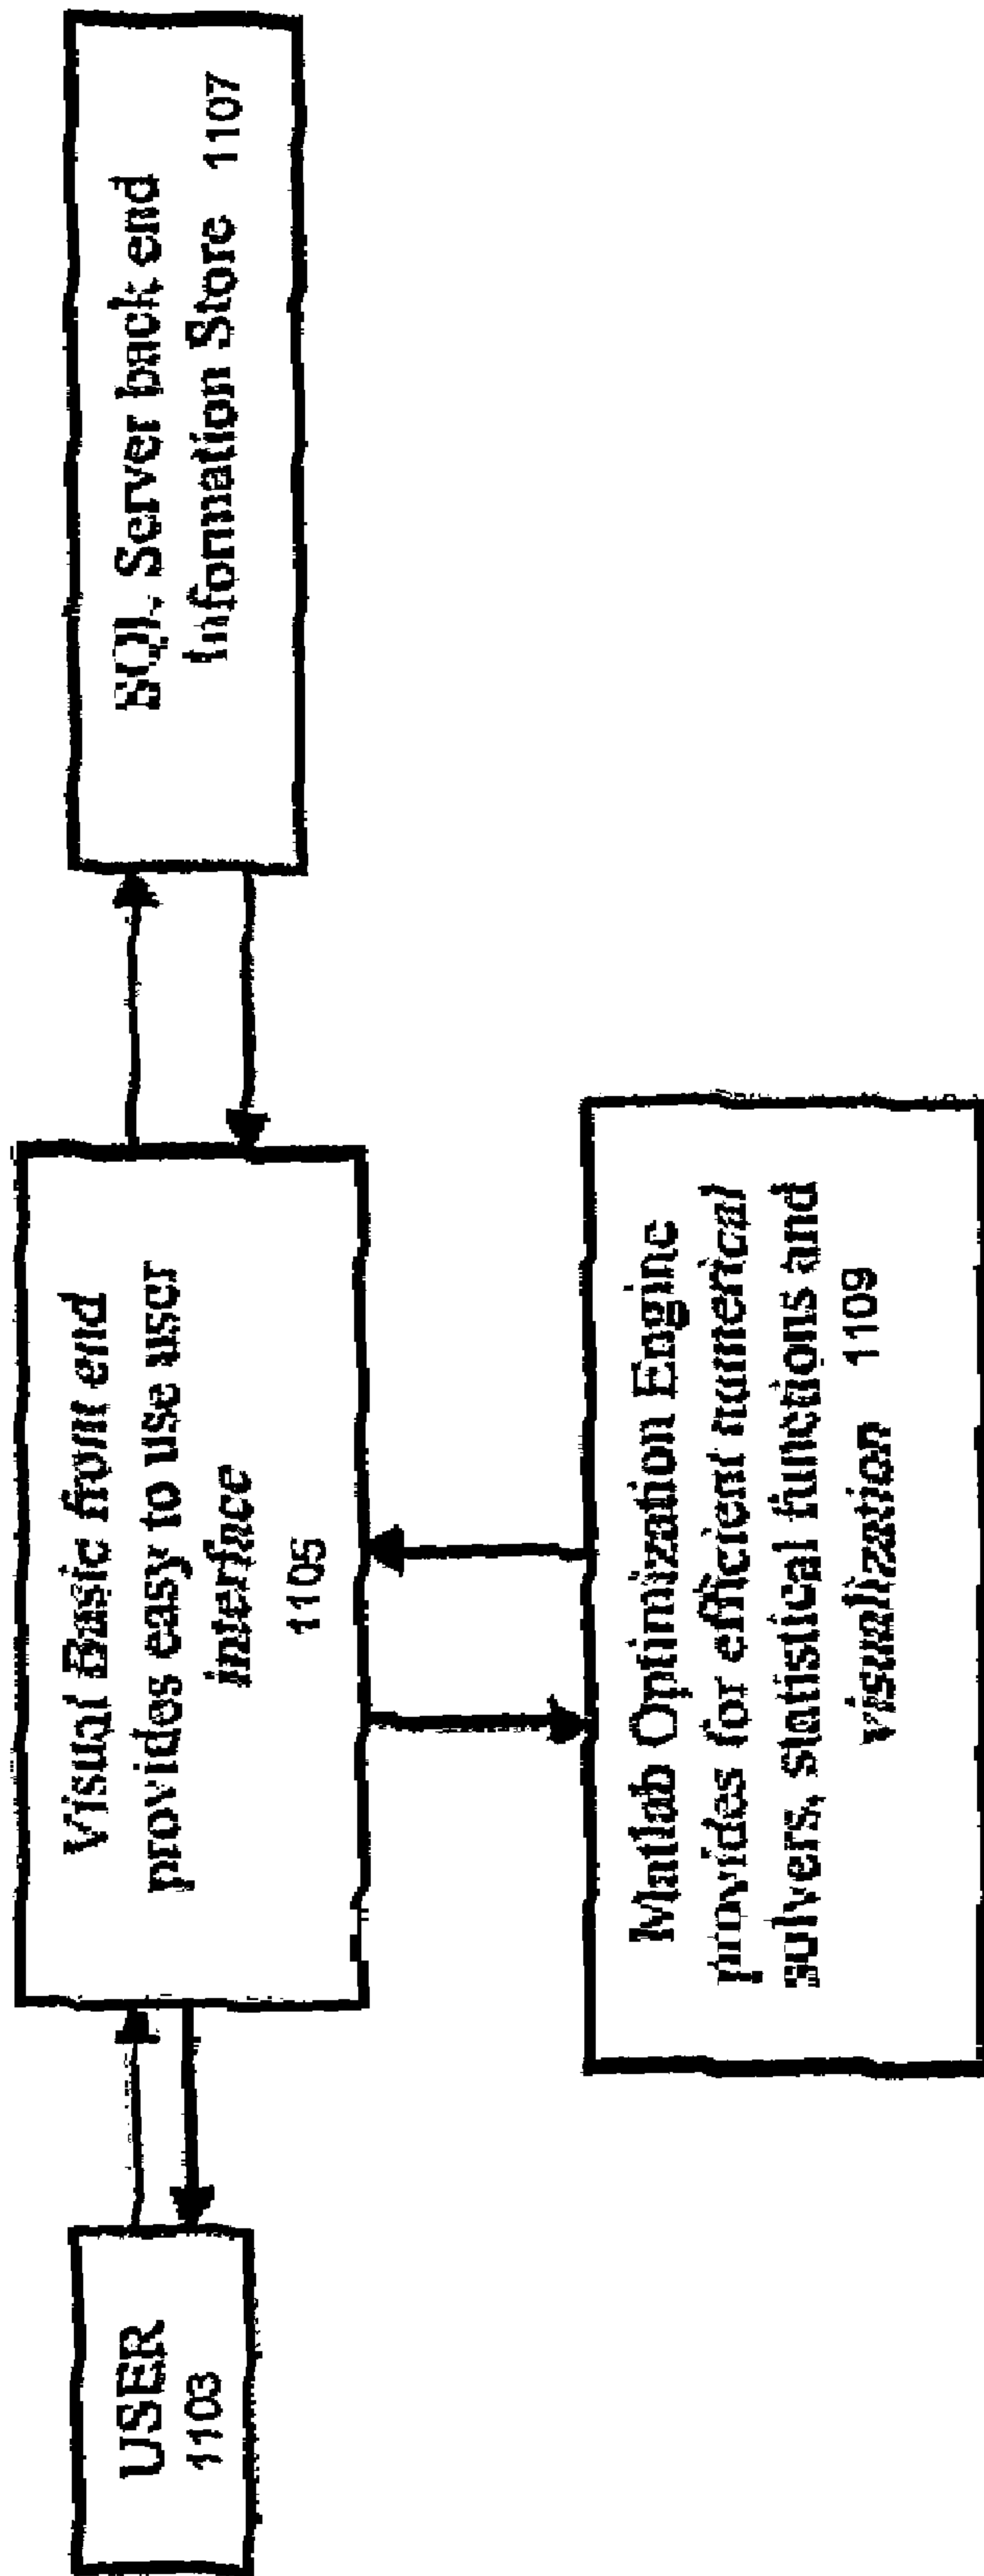 USER
1103
Visual Basic front end
provides easy to use user
interface
1105
SQL Server back end
Information Store 1107
Matlab Optimization Engine
provides for efficient numerical
solvers, statistical functions and
visualization 1109